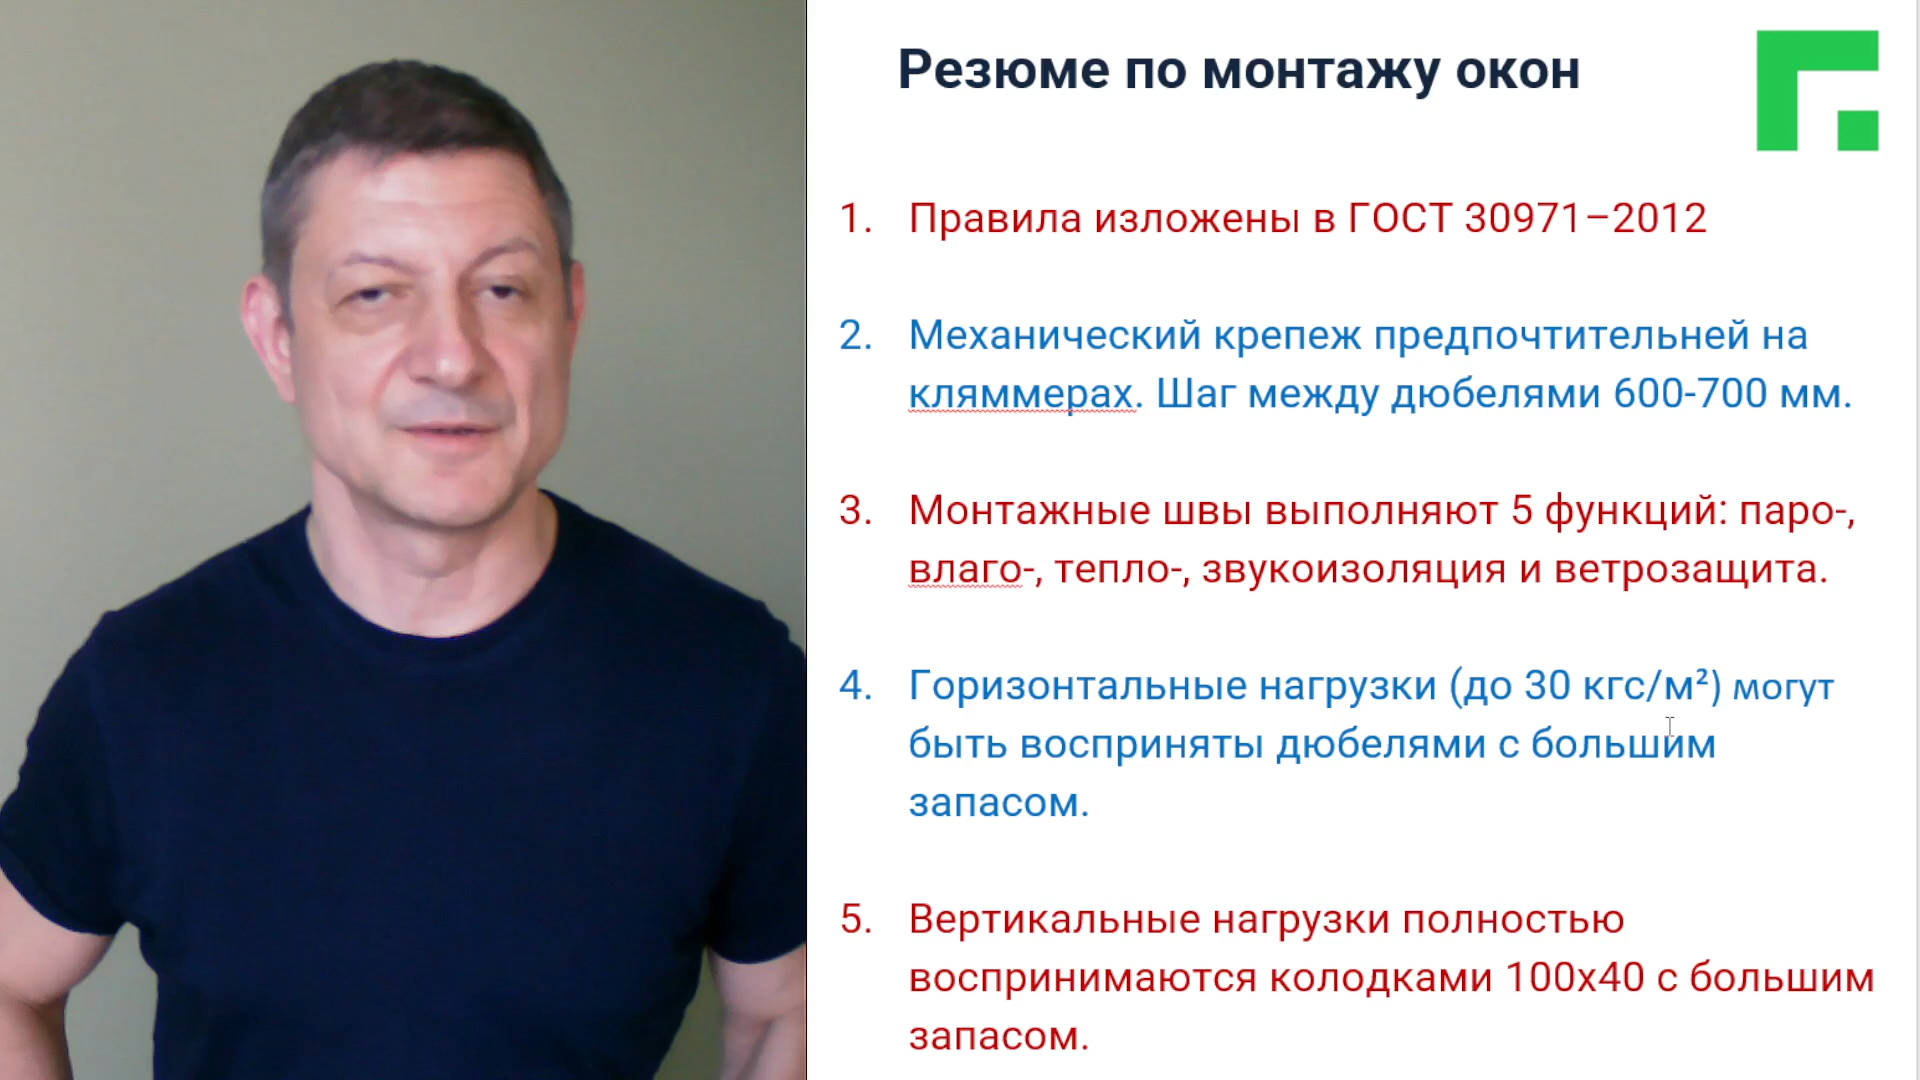 Резюме по монтажу окон
1. Правила изложены в ГОСТ 30971–2012
2. Механический крепеж предпочтительней на
кляммерах. Шаг между дюбелями 600-700 мм.
3. Монтажные швы выполняют 5 функций: паро-,
влаго-, тепло-, звукоизоляция и ветрозащита.
4. Горизонтальные нагрузки (до 30 кгс/м²) могут
быть восприняты дюбелями с большим
запасом.
5. Вертикальные нагрузки полностью
воспринимаются колодками 100х40 с большим
запасом.